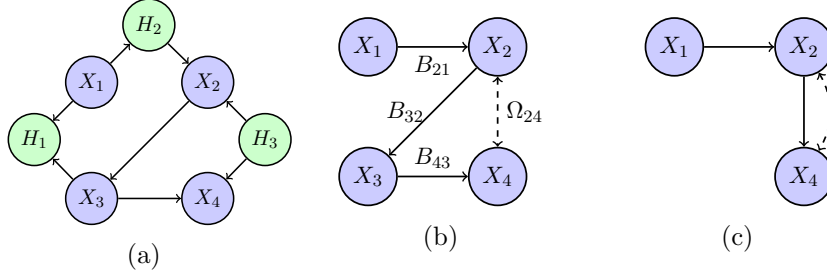 H₂
X₁
X₂
H₁
H₃
X₃
X₄
(a)
X₁
X₂
B₂₁
B₃₂
Ω₂₄
B₄₃
X₃
X₄
(b)
X₁
X₂
X₄
(c)